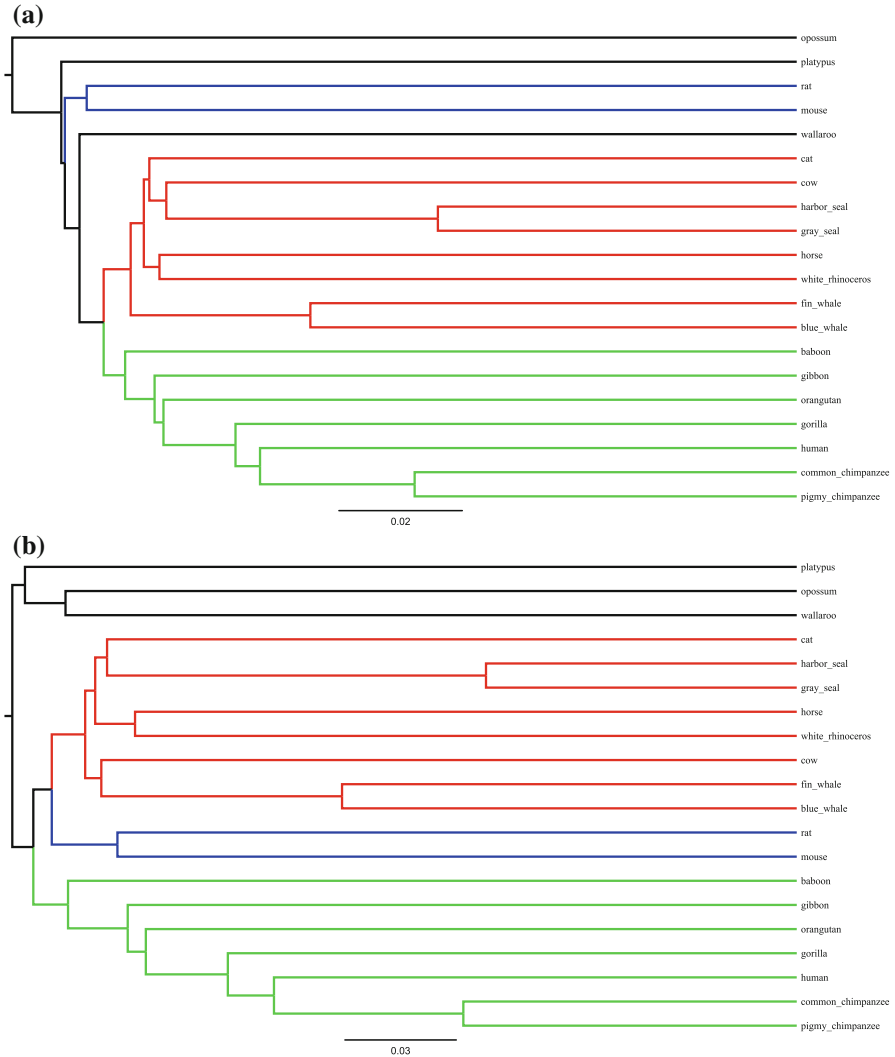 (a)
opossum
platypus
rat
mouse
wallaroo
cat
cow
harbor_seal
gray_seal
horse
white_rhinoceros
fin_whale
blue_whale
baboon
gibbon
orangutan
gorilla
human
common_chimpanzee
pigmy_chimpanzee
0.02
(b)
platypus
opossum
wallaroo
cat
harbor_seal
gray_seal
horse
white_rhinoceros
cow
fin_whale
blue_whale
rat
mouse
baboon
gibbon
orangutan
gorilla
human
common_chimpanzee
pigmy_chimpanzee
0.03